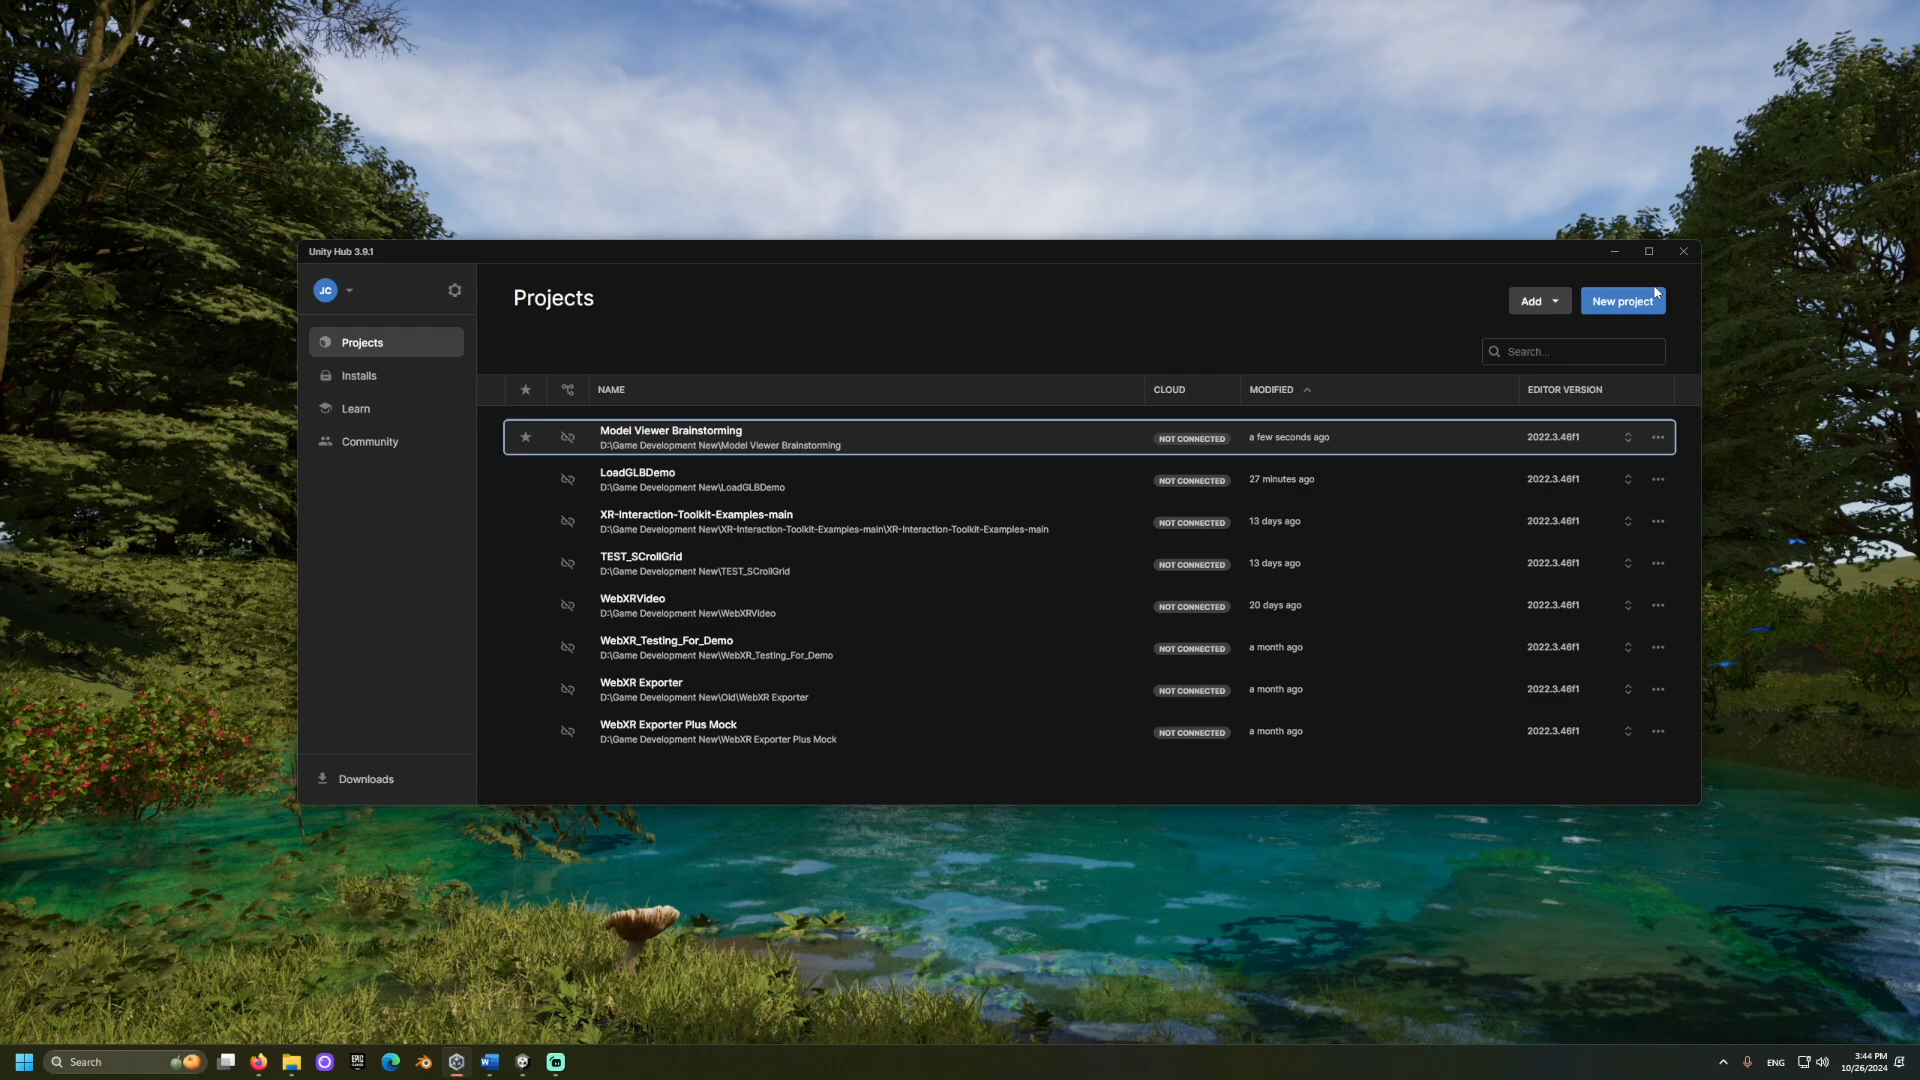 Unity Hub 3.9.1
JC
Projects
Installs
Learn
Community
Downloads
Projects
Add
New project
Search...
NAME
CLOUD
MODIFIED
EDITOR VERSION
Model Viewer Brainstorming
D:\Game Development New\Model Viewer Brainstorming
NOT CONNECTED
a few seconds ago
2022.3.46f1
LoadGLBDemo
D:\Game Development New\LoadGLBDemo
NOT CONNECTED
27 minutes ago
2022.3.46f1
XR-Interaction-Toolkit-Examples-main
D:\Game Development New\XR-Interaction-Toolkit-Examples-main\XR-Interaction-Toolkit-Examples-main
NOT CONNECTED
13 days ago
2022.3.46f1
TEST_SCrollGrid
D:\Game Development New\TEST_SCrollGrid
NOT CONNECTED
13 days ago
2022.3.46f1
WebXRVideo
D:\Game Development New\WebXRVideo
NOT CONNECTED
20 days ago
2022.3.46f1
WebXR_Testing_For_Demo
D:\Game Development New\WebXR_Testing_For_Demo
NOT CONNECTED
a month ago
2022.3.46f1
WebXR Exporter
D:\Game Development New\Old\WebXR Exporter
NOT CONNECTED
a month ago
2022.3.46f1
WebXR Exporter Plus Mock
D:\Game Development New\WebXR Exporter Plus Mock
NOT CONNECTED
a month ago
2022.3.46f1
Search
EPIC
ENG
3:44 PM
10/26/2024